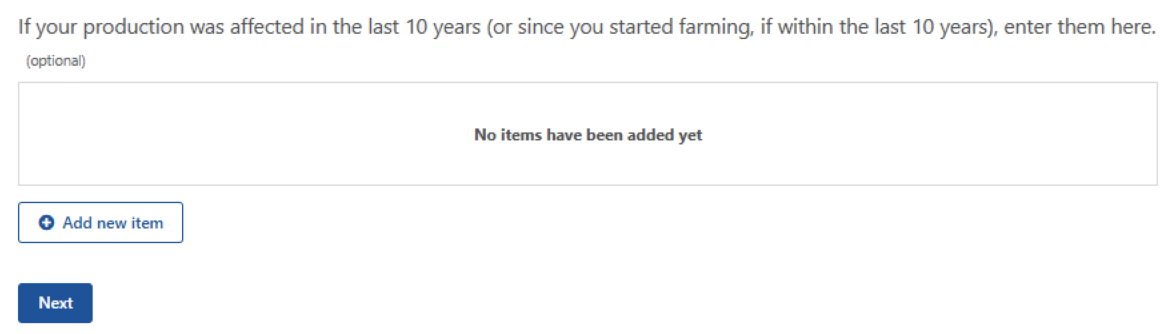 If your production was affected in the last 10 years (or since you started farming, if within the last 10 years), enter them here.
(optional)
No items have been added yet
Add new item
Next